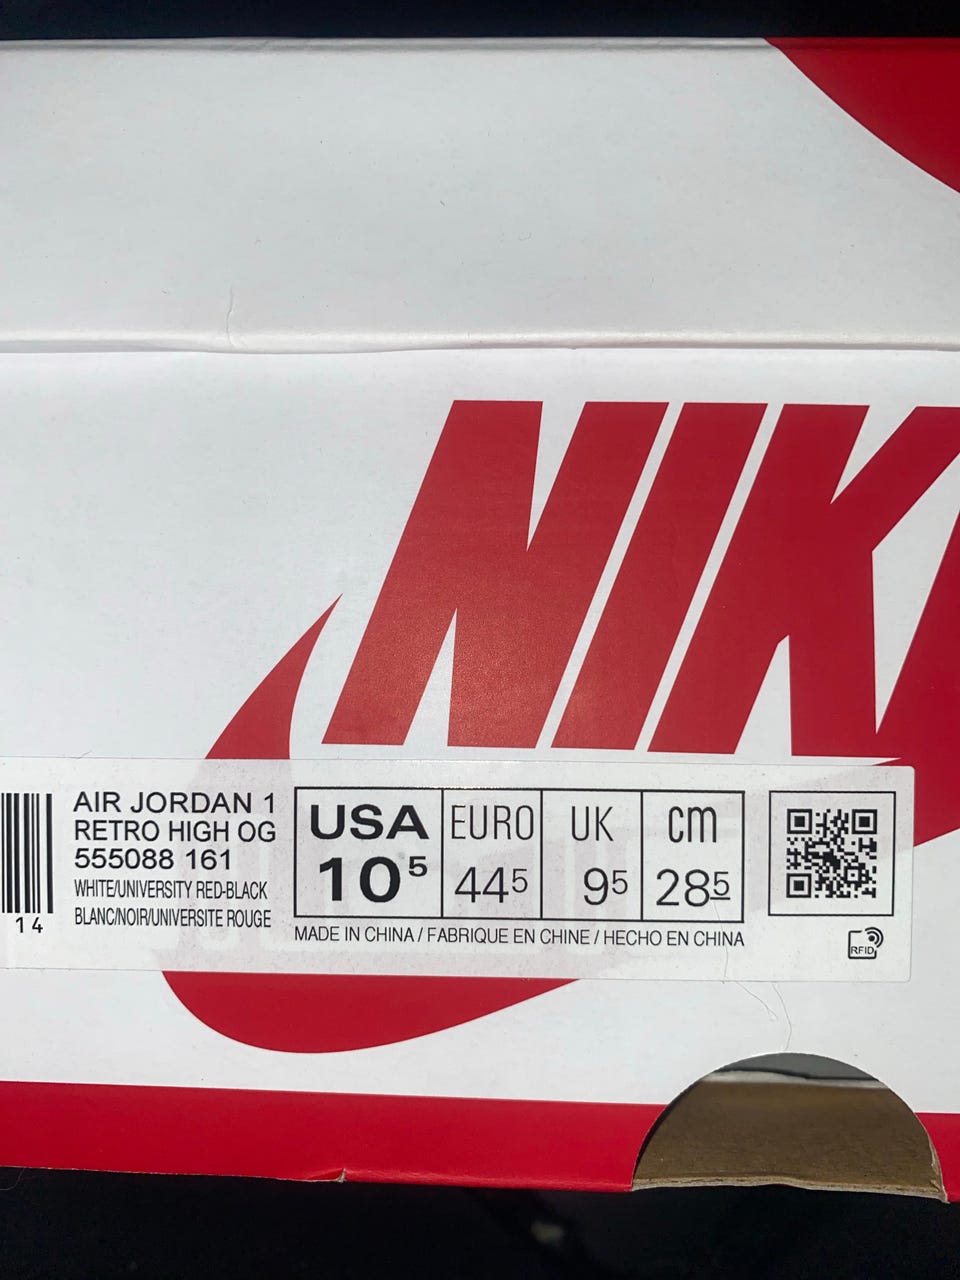 NIK
AIR JORDAN 1
RETRO HIGH OG
555088 161
WHITE/UNIVERSITY RED-BLACK
BLANC/NOIR/UNIVERSITE ROUGE
14
USA EURO UK cm
10⁵ 44⁵ 9⁵ 28⁵
MADE IN CHINA / FABRIQUE EN CHINE / HECHO EN CHINA
RFID